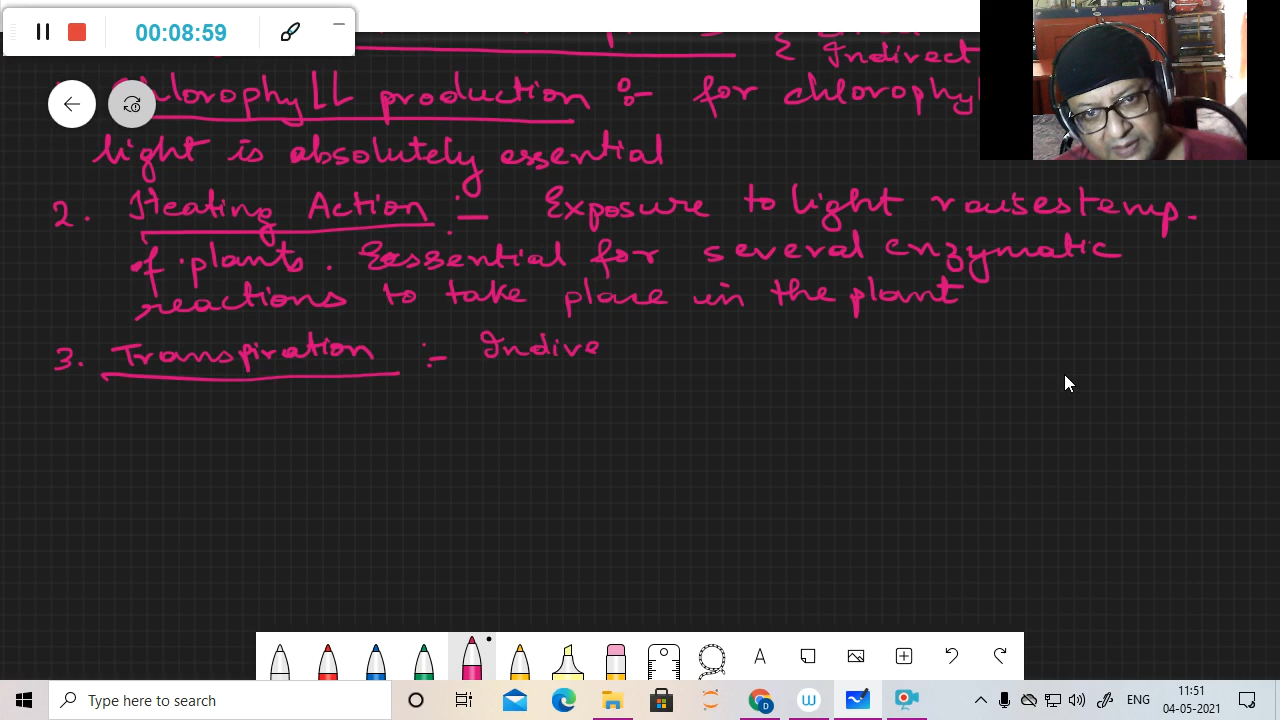 00:08:59
Indirect
Chlorophyll production :- for chlorophyl
light is absolutely essential
2. Heating Action :- Exposure to light raises temp.
of plants. Essential for several enzymatic
reactions to take place in the plant
3. Transpiration :- Indire
A
Type here to search
ENG
11:51
04-05-2021